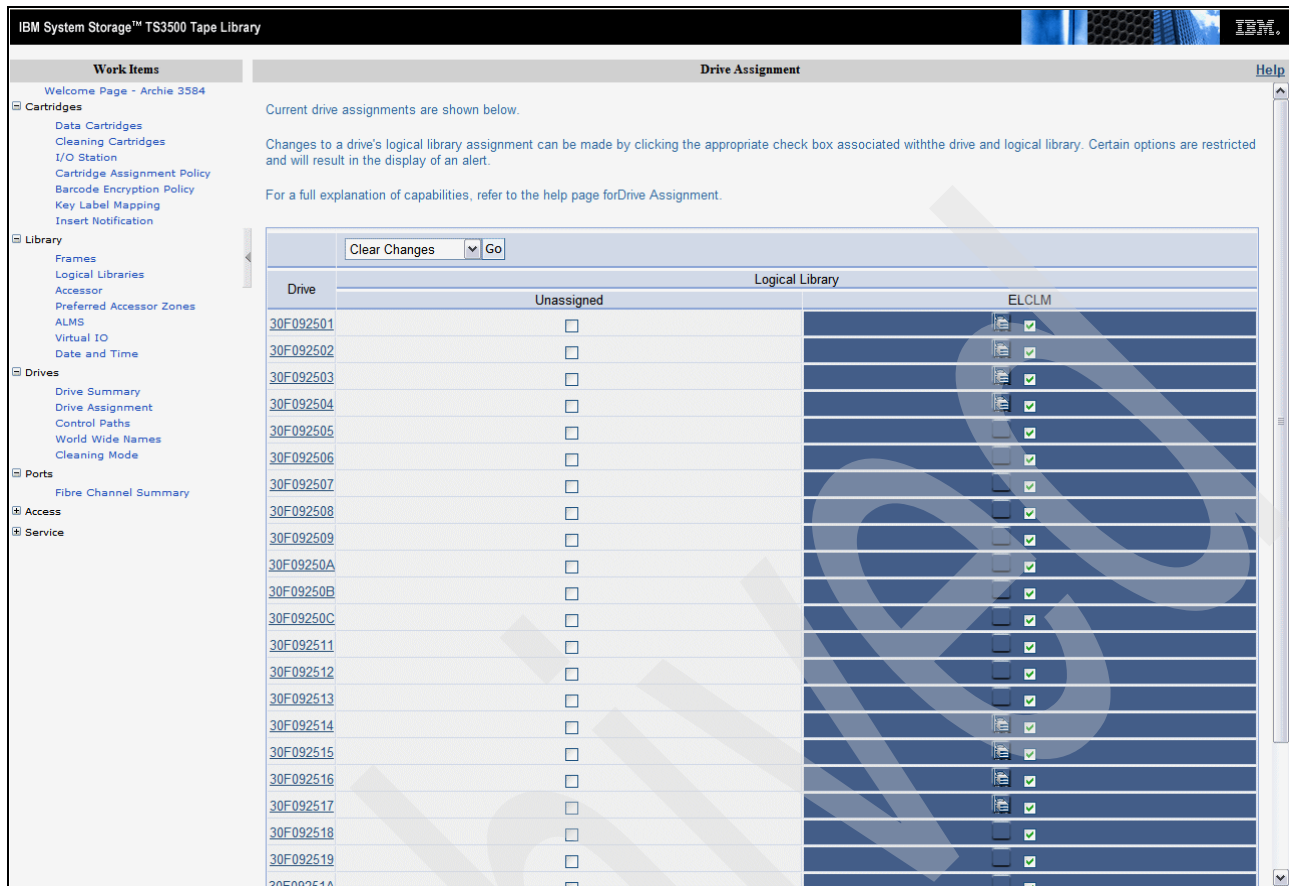 IBM System Storage™ TS3500 Tape Library
IBM.
Work Items
Drive Assignment
Help
Welcome Page - Archie 3584
Cartridges
Data Cartridges
Cleaning Cartridges
I/O Station
Cartridge Assignment Policy
Barcode Encryption Policy
Key Label Mapping
Insert Notification
Library
Frames
Logical Libraries
Accessor
Preferred Accessor Zones
ALMS
Virtual IO
Date and Time
Drives
Drive Summary
Drive Assignment
Control Paths
World Wide Names
Cleaning Mode
Ports
Fibre Channel Summary
Access
Service
Current drive assignments are shown below.
Changes to a drive's logical library assignment can be made by clicking the appropriate check box associated withthe drive and logical library. Certain options are restricted
and will result in the display of an alert.
For a full explanation of capabilities, refer to the help page forDrive Assignment.
Clear Changes Go
Drive
Logical Library
Unassigned
ELCLM
30F092501
30F092502
30F092503
30F092504
30F092505
30F092506
30F092507
30F092508
30F092509
30F09250A
30F09250B
30F09250C
30F092511
30F092512
30F092513
30F092514
30F092515
30F092516
30F092517
30F092518
30F092519
30F09251A